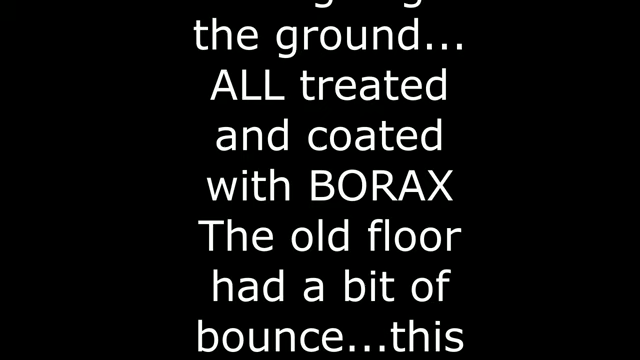 the ground...
ALL treated
and coated
with BORAX
The old floor
had a bit of
bounce...this